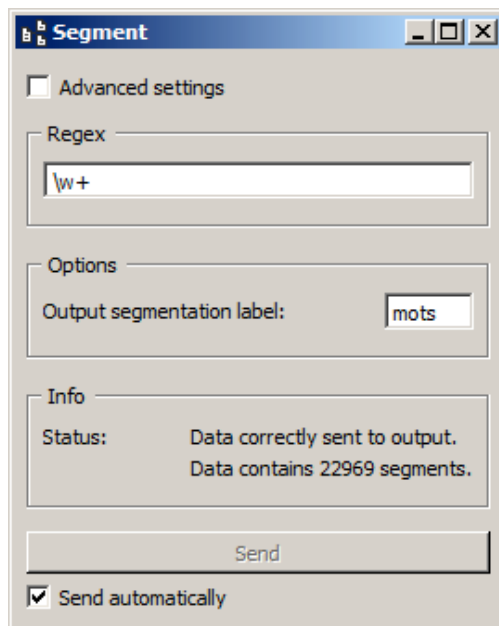 Segment
Advanced settings
Regex
\w+
Options
Output segmentation label: mots
Info
Status: Data correctly sent to output.
Data contains 22969 segments.
Send
Send automatically